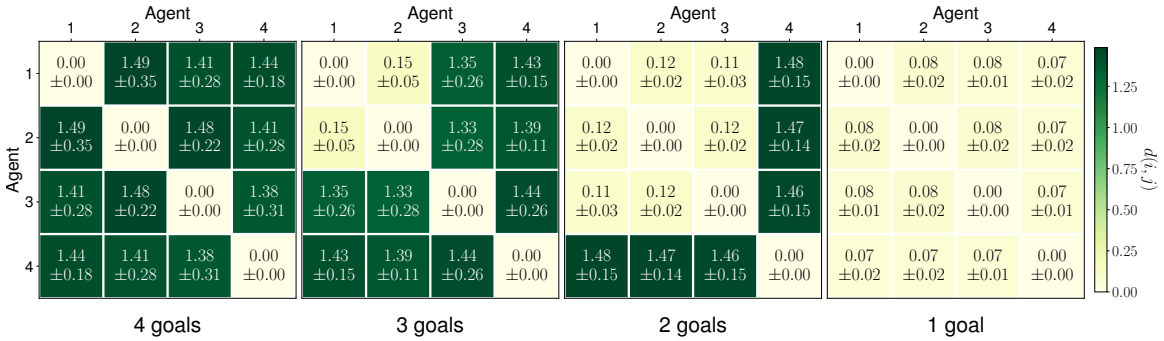 Agent Agent Agent Agent
1 2 3 4 1 2 3 4 1 2 3 4 1 2 3 4
Agent
1
2
3
4
0.00 1.49 1.41 1.44
±0.00 ±0.35 ±0.28 ±0.18
1.49 0.00 1.48 1.41
±0.35 ±0.00 ±0.22 ±0.28
1.41 1.48 0.00 1.38
±0.28 ±0.22 ±0.00 ±0.31
1.44 1.41 1.38 0.00
±0.18 ±0.28 ±0.31 ±0.00
4 goals
0.00 0.15 1.35 1.43
±0.00 ±0.05 ±0.26 ±0.15
0.15 0.00 1.33 1.39
±0.05 ±0.00 ±0.28 ±0.11
1.35 1.33 0.00 1.44
±0.26 ±0.28 ±0.00 ±0.26
1.43 1.39 1.44 0.00
±0.15 ±0.11 ±0.26 ±0.00
3 goals
0.00 0.12 0.11 1.48
±0.00 ±0.02 ±0.03 ±0.15
0.12 0.00 0.12 1.47
±0.02 ±0.00 ±0.02 ±0.14
0.11 0.12 0.00 1.46
±0.03 ±0.02 ±0.00 ±0.15
1.48 1.47 1.46 0.00
±0.15 ±0.14 ±0.15 ±0.00
2 goals
0.00 0.08 0.08 0.07
±0.00 ±0.02 ±0.01 ±0.02
0.08 0.00 0.08 0.07
±0.02 ±0.00 ±0.02 ±0.02
0.08 0.08 0.00 0.07
±0.01 ±0.02 ±0.00 ±0.01
0.07 0.07 0.07 0.00
±0.02 ±0.02 ±0.01 ±0.00
1 goal
1.25
1.00
0.75
0.50
0.25
0.00
d(i, j))